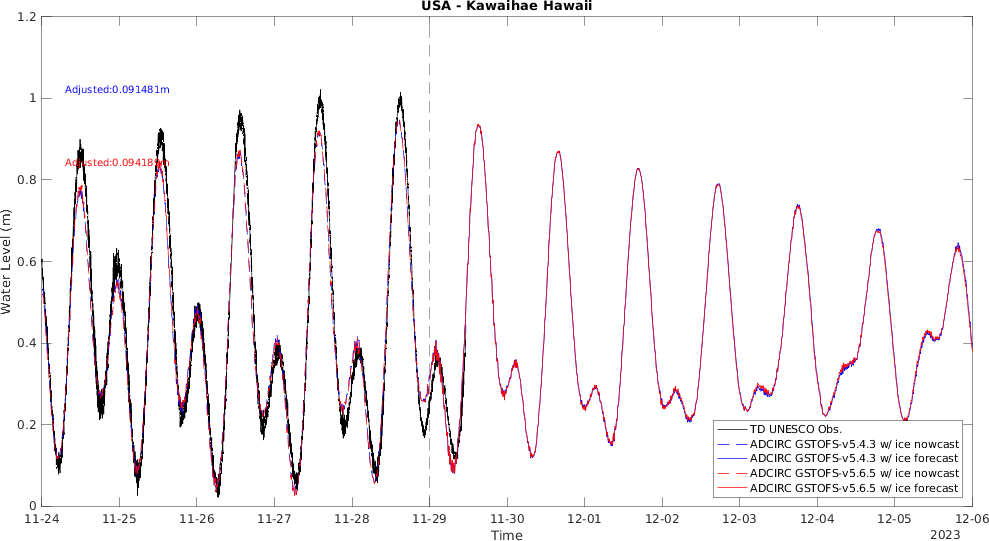 USA - Kawaihae Hawaii
1.2
1
0.8
0.6
0.4
0.2
0
Water Level (m)
Adjusted:0.091481m
Adjusted:0.094189m
TD UNESCO Obs.
ADCIRC GSTOFS-v5.4.3 w/ ice nowcast
ADCIRC GSTOFS-v5.4.3 w/ ice forecast
ADCIRC GSTOFS-v5.6.5 w/ ice nowcast
ADCIRC GSTOFS-v5.6.5 w/ ice forecast
11-24 11-25 11-26 11-27 11-28 11-29 11-30 12-01 12-02 12-03 12-04 12-05 12-06
Time
2023